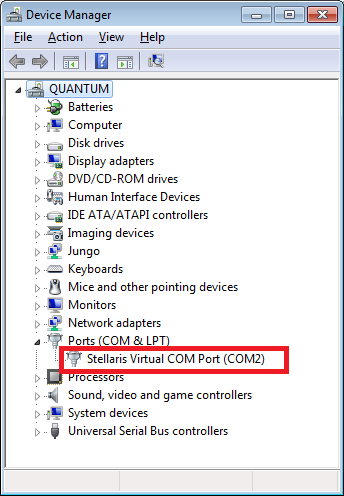 Device Manager
File Action View Help
QUANTUM
Batteries
Computer
Disk drives
Display adapters
DVD/CD-ROM drives
Human Interface Devices
IDE ATA/ATAPI controllers
Imaging devices
Jungo
Keyboards
Mice and other pointing devices
Monitors
Network adapters
Ports (COM & LPT)
Stellaris Virtual COM Port (COM2)
Processors
Sound, video and game controllers
System devices
Universal Serial Bus controllers